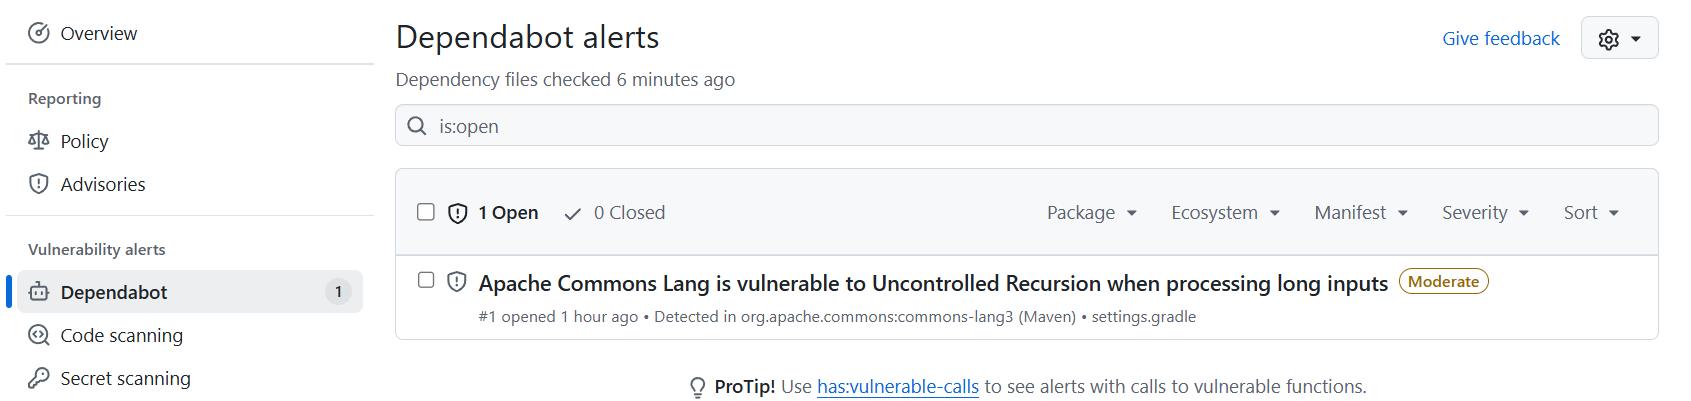 Overview
Reporting
Policy
Advisories
Vulnerability alerts
Dependabot 1
Code scanning
Secret scanning
Dependabot alerts
Give feedback
Dependency files checked 6 minutes ago
is:open
1 Open 0 Closed Package Ecosystem Manifest Severity Sort
Apache Commons Lang is vulnerable to Uncontrolled Recursion when processing long inputs Moderate
#1 opened 1 hour ago • Detected in org.apache.commons:commons-lang3 (Maven) • settings.gradle
ProTip! Use has:vulnerable-calls to see alerts with calls to vulnerable functions.